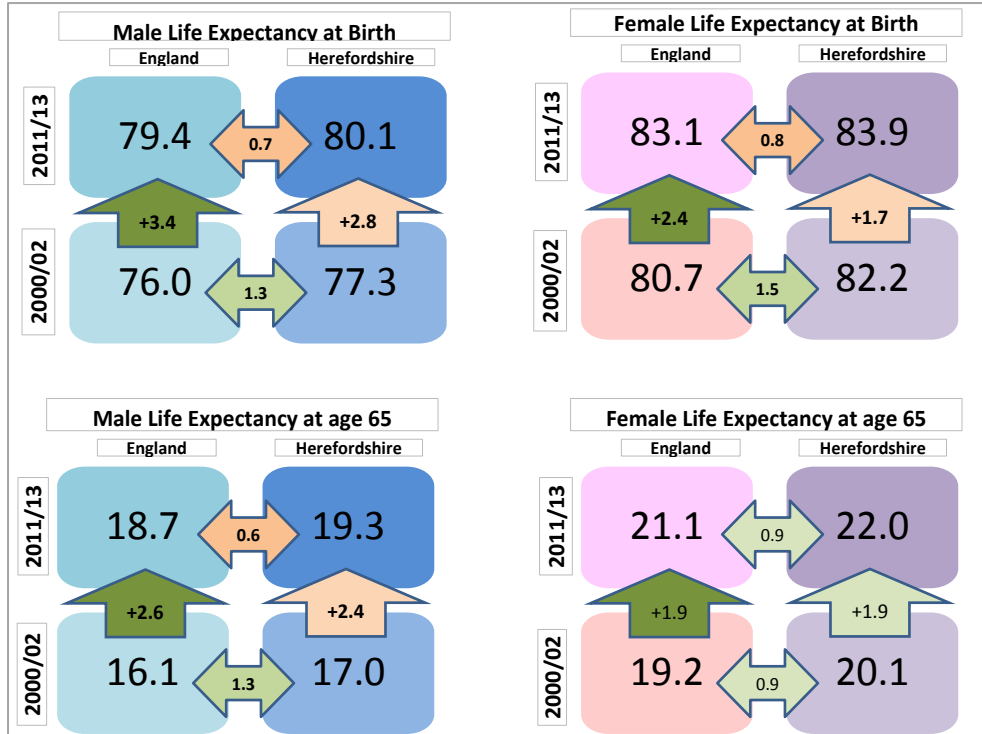 Male Life Expectancy at Birth
England Herefordshire
2011/13
79.4 0.7 80.1
+3.4 +2.8
2000/02
76.0 1.3 77.3
Female Life Expectancy at Birth
England Herefordshire
2011/13
83.1 0.8 83.9
+2.4 +1.7
2000/02
80.7 1.5 82.2
Male Life Expectancy at age 65
England Herefordshire
2011/13
18.7 0.6 19.3
+2.6 +2.4
2000/02
16.1 1.3 17.0
Female Life Expectancy at age 65
England Herefordshire
2011/13
21.1 0.9 22.0
+1.9 +1.9
2000/02
19.2 0.9 20.1